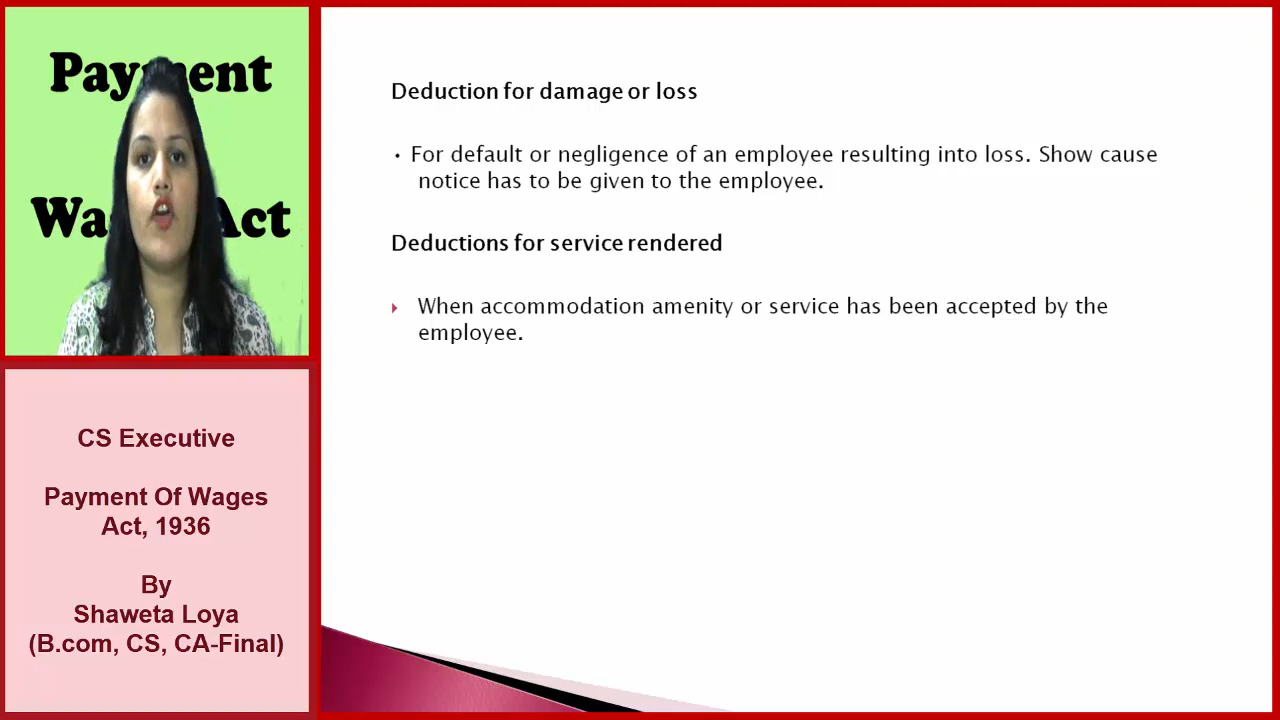 Payment
Wages Act
CS Executive
Payment Of Wages
Act, 1936
By
Shaweta Loya
(B.com, CS, CA-Final)
Deduction for damage or loss
• For default or negligence of an employee resulting into loss. Show cause
notice has to be given to the employee.
Deductions for service rendered
When accommodation amenity or service has been accepted by the
employee.